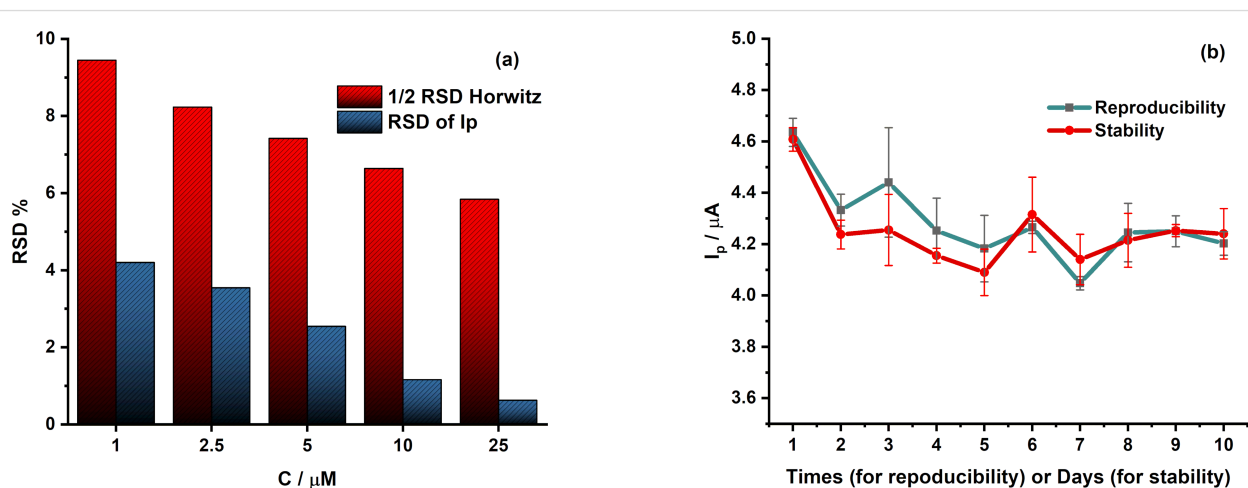 (a)
1/2 RSD Horwitz
RSD of Ip
RSD %
10
8
6
4
2
0
1 2.5 5 10 25
C / μM
(b)
Reproducibility
Stability
I_p / μA
5.0
4.8
4.6
4.4
4.2
4.0
3.8
3.6
1 2 3 4 5 6 7 8 9 10
Times (for repoducibility) or Days (for stability)